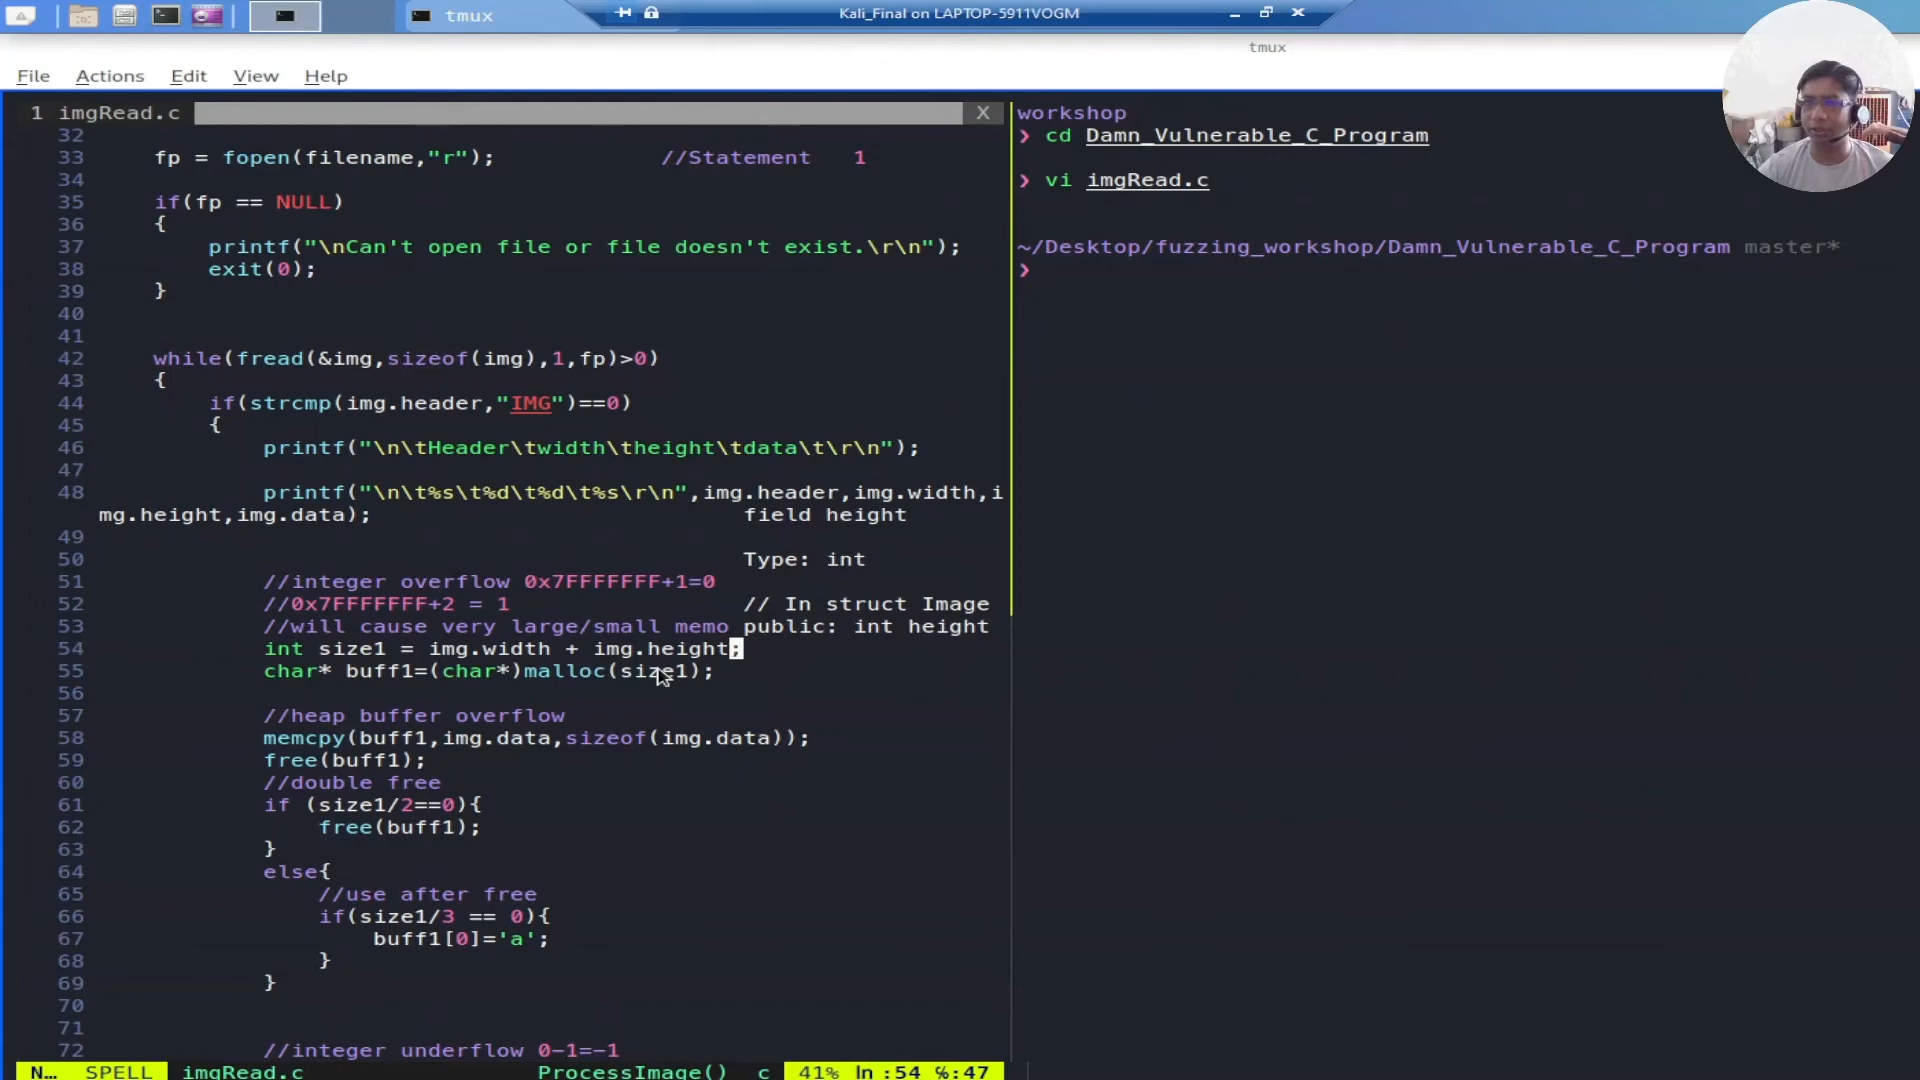 tmux
Kali_Final on LAPTOP-5911VOGM
tmux
File Actions Edit View Help
1 imgRead.c X
32
33 fp = fopen(filename,"r"); //Statement 1
34
35 if(fp == NULL)
36 {
37 printf("\nCan't open file or file doesn't exist.\r\n");
38 exit(0);
39 }
40
41
42 while(fread(&img,sizeof(img),1,fp)>0)
43 {
44 if(strcmp(img.header,"IMG")==0)
45 {
46 printf("\n\tHeader\twidth\theight\tdata\t\r\n");
47
48 printf("\n\t%s\t%d\t%d\t%s\r\n",img.header,img.width,i
mg.height,img.data); field height
49
50 Type: int
51 //integer overflow 0x7FFFFFFF+1=0
52 //0x7FFFFFFF+2 = 1 // In struct Image
53 //will cause very large/small memo public: int height
54 int size1 = img.width + img.height;
55 char* buff1=(char*)malloc(size1);
56
57 //heap buffer overflow
58 memcpy(buff1,img.data,sizeof(img.data));
59 free(buff1);
60 //double free
61 if (size1/2==0){
62 free(buff1);
63 }
64 else{
65 //use after free
66 if(size1/3 == 0){
67 buff1[0]='a';
68 }
69 }
70
71
72 //integer underflow 0-1=-1
N… SPELL imgRead.c ProcessImage() c 41% ln :54 %:47
workshop
❯ cd Damn_Vulnerable_C_Program
❯ vi imgRead.c
~/Desktop/fuzzing_workshop/Damn_Vulnerable_C_Program master*
❯